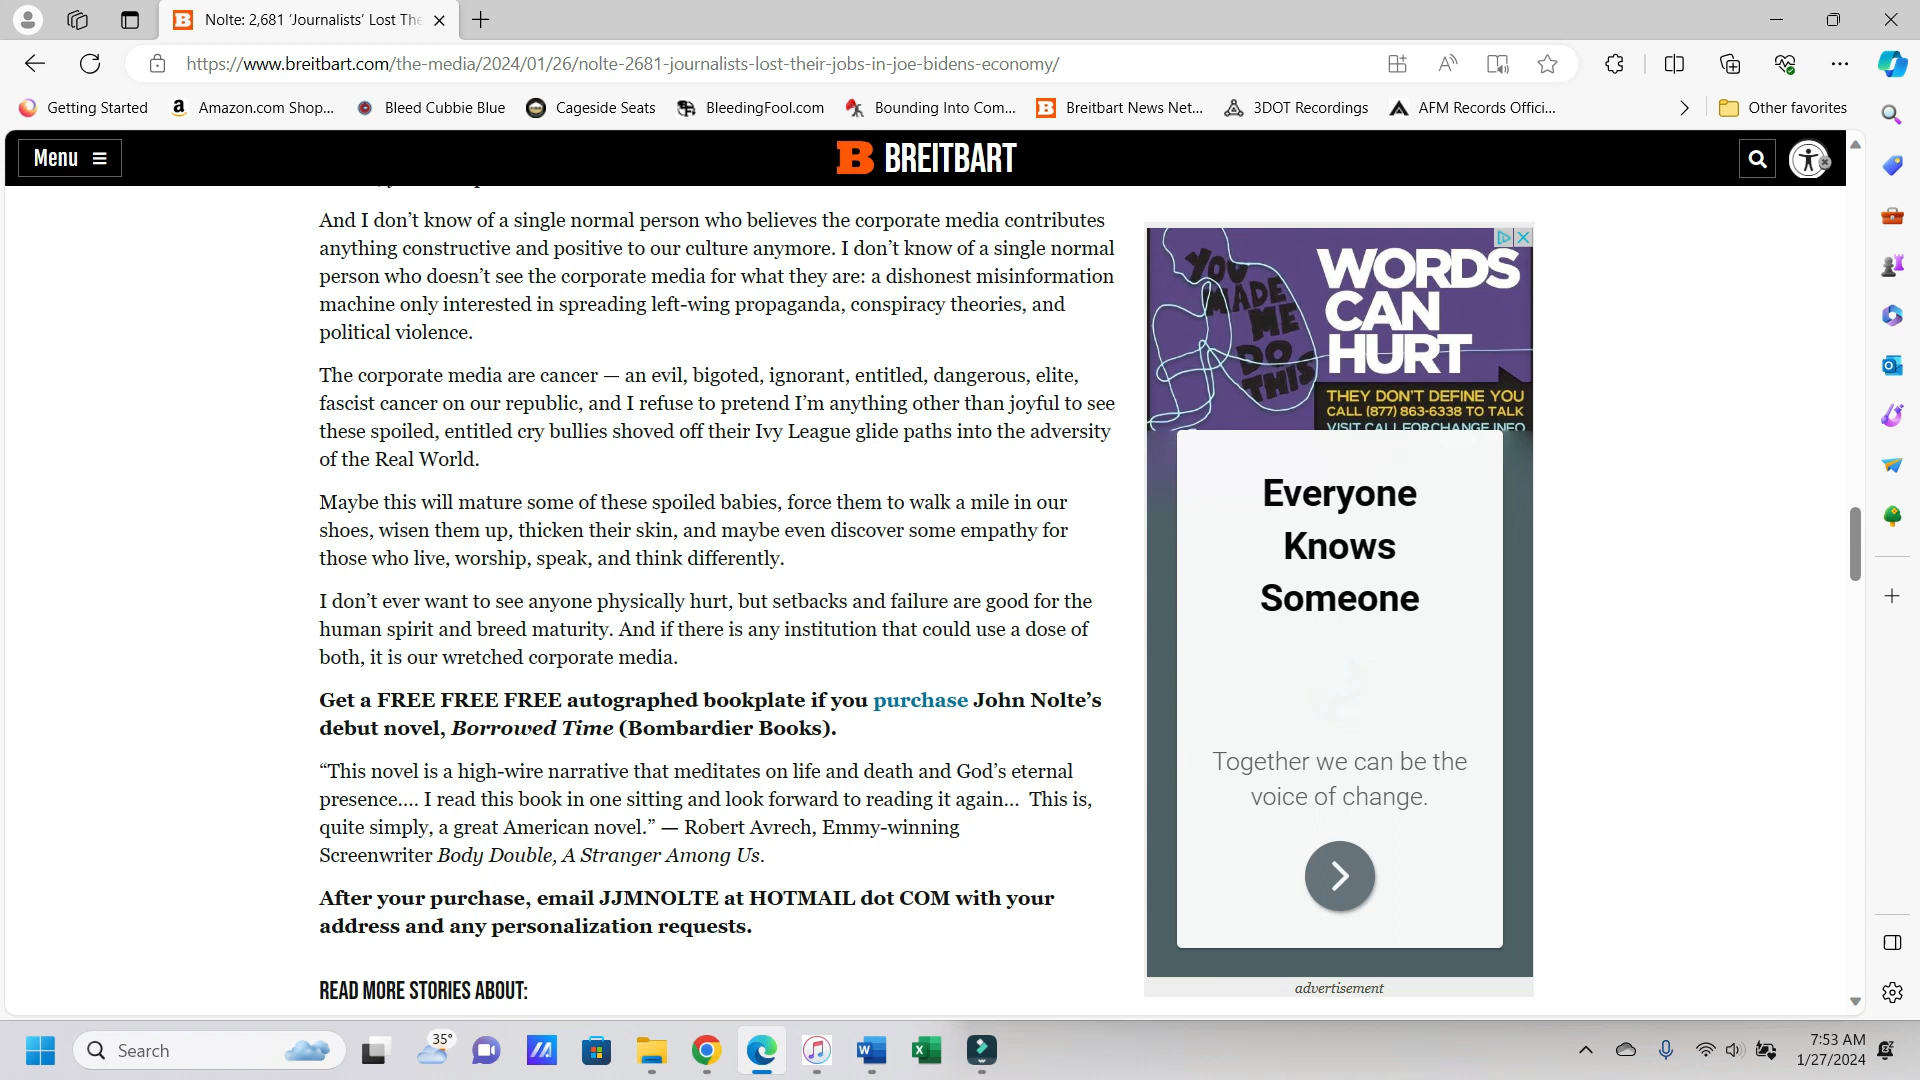 Nolte: 2,681 'Journalists' Lost The
https://www.breitbart.com/the-media/2024/01/26/nolte-2681-journalists-lost-their-jobs-in-joe-bidens-economy/
Getting Started
Amazon.com Shop...
Bleed Cubbie Blue
Cageside Seats
BleedingFool.com
Bounding Into Com...
Breitbart News Net...
3DOT Recordings
AFM Records Offici...
Other favorites
Menu
BREITBART
And I don't know of a single normal person who believes the corporate media contributes
anything constructive and positive to our culture anymore. I don't know of a single normal
person who doesn't see the corporate media for what they are: a dishonest misinformation
machine only interested in spreading left-wing propaganda, conspiracy theories, and
political violence.
The corporate media are cancer — an evil, bigoted, ignorant, entitled, dangerous, elite,
fascist cancer on our republic, and I refuse to pretend I'm anything other than joyful to see
these spoiled, entitled cry bullies shoved off their Ivy League glide paths into the adversity
of the Real World.
Maybe this will mature some of these spoiled babies, force them to walk a mile in our
shoes, wisen them up, thicken their skin, and maybe even discover some empathy for
those who live, worship, speak, and think differently.
I don't ever want to see anyone physically hurt, but setbacks and failure are good for the
human spirit and breed maturity. And if there is any institution that could use a dose of
both, it is our wretched corporate media.
Get a FREE FREE FREE autographed bookplate if you purchase John Nolte's
debut novel, Borrowed Time (Bombardier Books).
“This novel is a high-wire narrative that meditates on life and death and God's eternal
presence.... I read this book in one sitting and look forward to reading it again... This is,
quite simply, a great American novel.” — Robert Avrech, Emmy-winning
Screenwriter Body Double, A Stranger Among Us.
After your purchase, email JJMNOLTE at HOTMAIL dot COM with your
address and any personalization requests.
READ MORE STORIES ABOUT:
YOU
MADE
ME
DO
THIS
WORDS
CAN
HURT
THEY DON'T DEFINE YOU
CALL (877) 863-6338 TO TALK
VISIT CALLFORCHANGE.INFO
Everyone
Knows
Someone
Together we can be the
voice of change.
advertisement
Search
35°
7:53 AM
1/27/2024